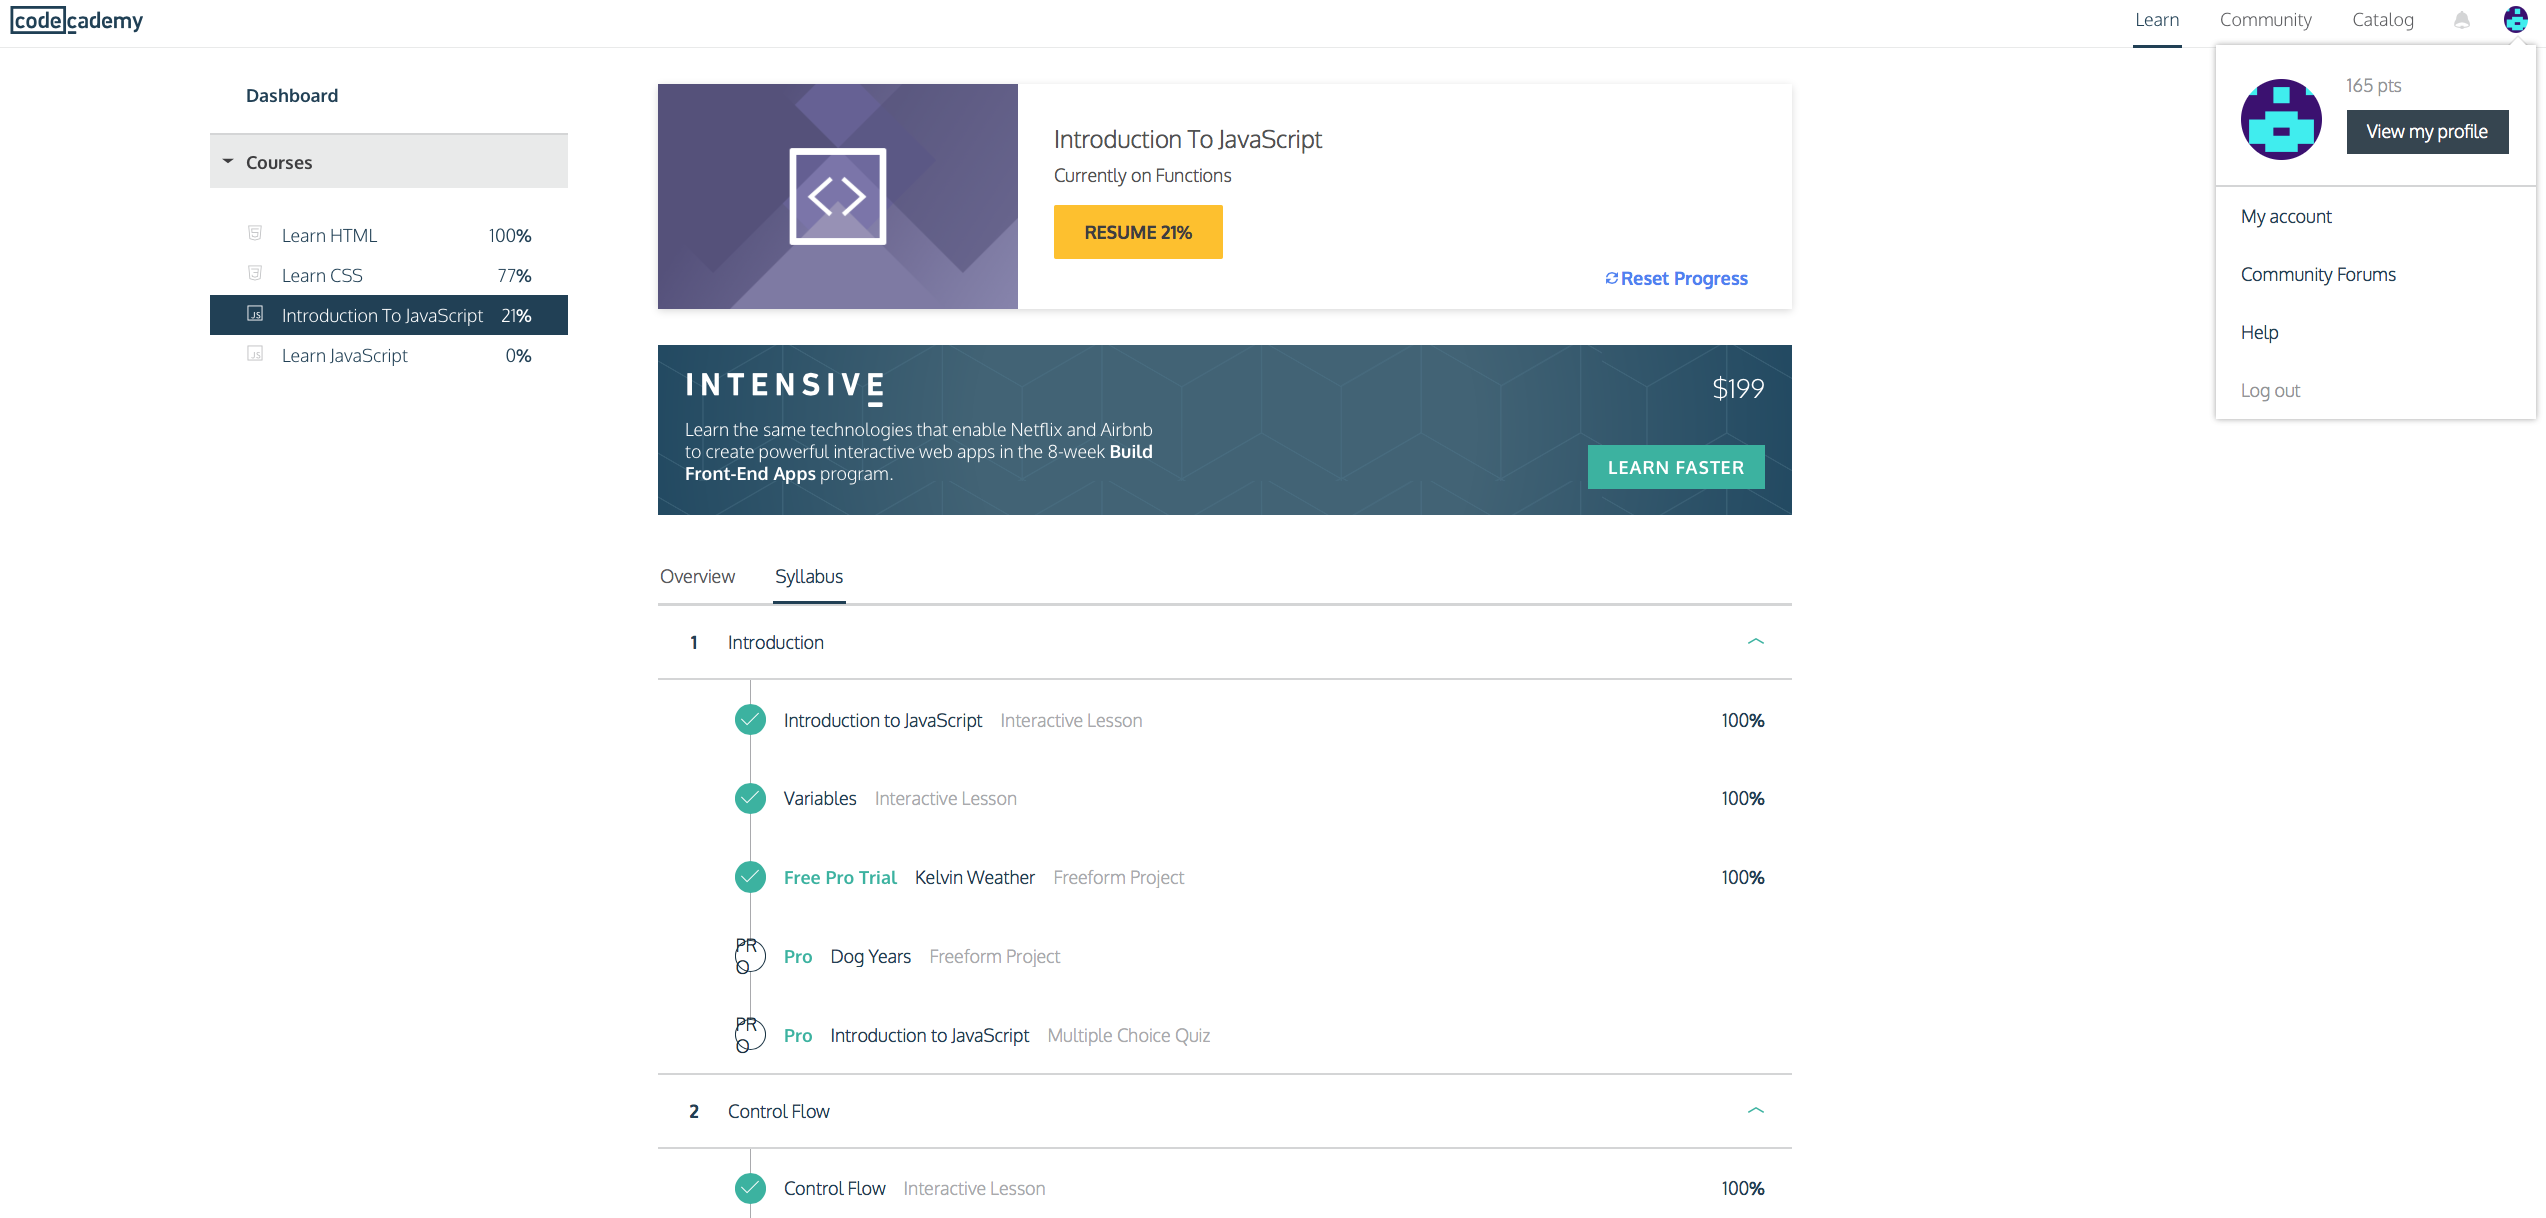 codecademy
Learn Community Catalog
165 pts
View my profile
My account
Community Forums
Help
Log out
Dashboard
Courses
Learn HTML 100%
Learn CSS 77%
JS Introduction To JavaScript 21%
JS Learn JavaScript 0%
Introduction To JavaScript
Currently on Functions
RESUME 21%
Reset Progress
INTENSIVE
$199
Learn the same technologies that enable Netflix and Airbnb
to create powerful interactive web apps in the 8-week Build
Front-End Apps program.
LEARN FASTER
Overview Syllabus
1 Introduction
Introduction to JavaScript Interactive Lesson 100%
Variables Interactive Lesson 100%
Free Pro Trial Kelvin Weather Freeform Project 100%
PRO Pro Dog Years Freeform Project
PRO Pro Introduction to JavaScript Multiple Choice Quiz
2 Control Flow
Control Flow Interactive Lesson 100%